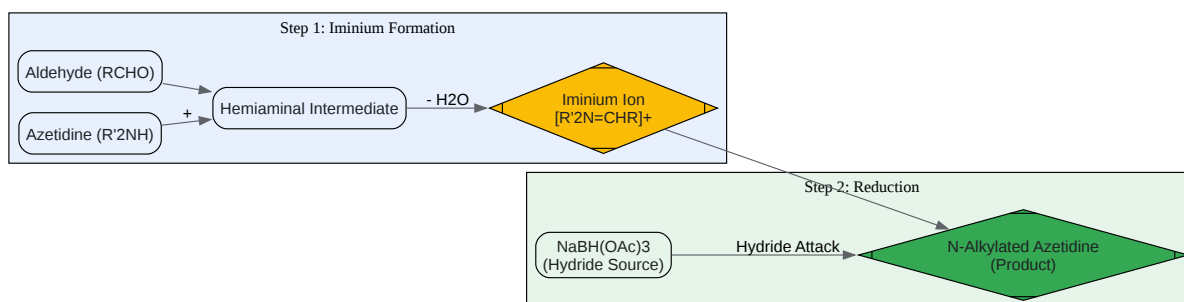 Step 1: Iminium Formation
Aldehyde (RCHO)
Azetidine (R'2NH)
+
Hemiaminal Intermediate
- H2O
Iminium Ion
[R'2N=CHR]+
Step 2: Reduction
NaBH(OAc)3
(Hydride Source)
Hydride Attack
N-Alkylated Azetidine
(Product)